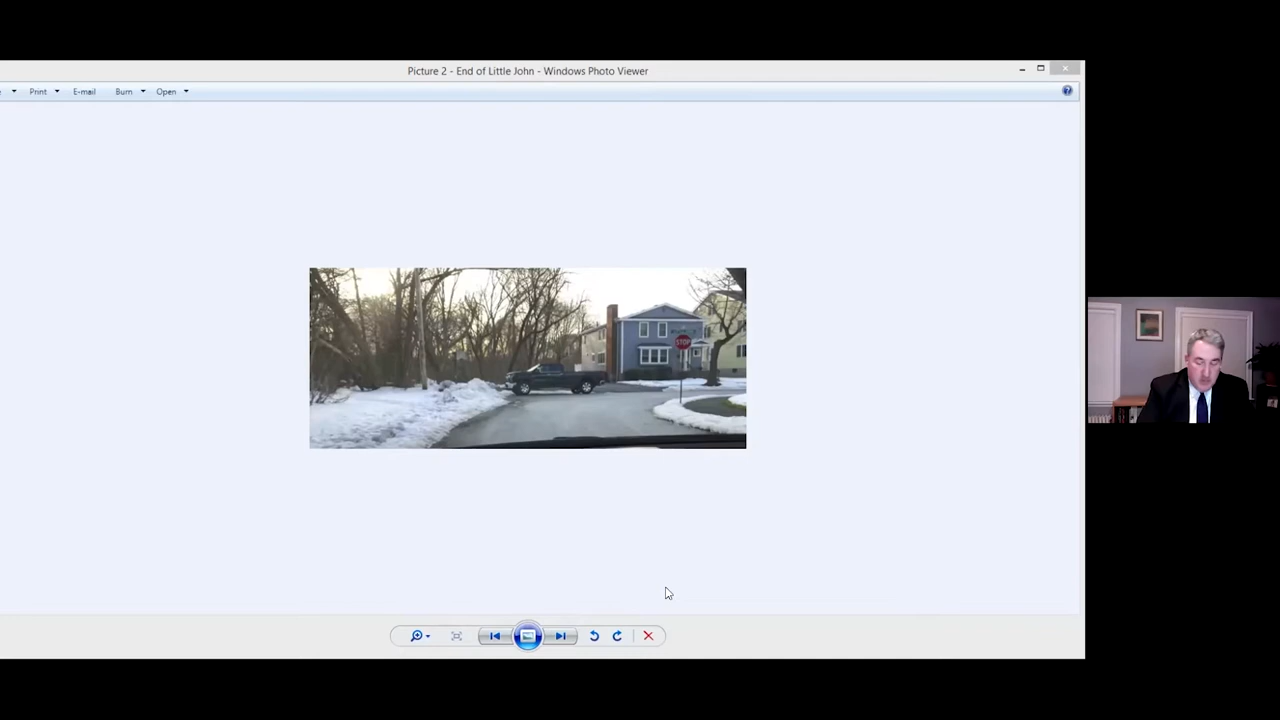 Picture 2 - End of Little John - Windows Photo Viewer
Print E-mail Burn Open
STOP